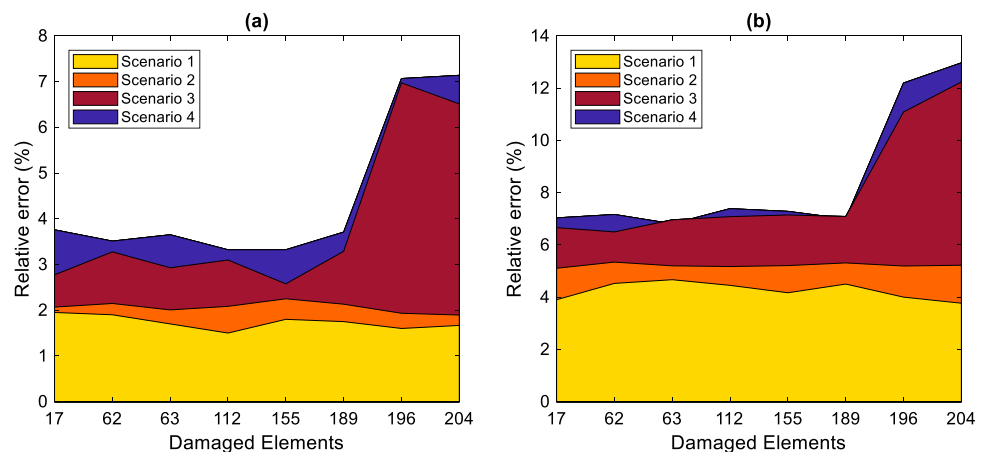 (a)
Relative error (%)
8
7
6
5
4
3
2
1
0
Scenario 1
Scenario 2
Scenario 3
Scenario 4
17 62 63 112 155 189 196 204
Damaged Elements
(b)
Relative error (%)
14
12
10
8
6
4
2
0
Scenario 1
Scenario 2
Scenario 3
Scenario 4
17 62 63 112 155 189 196 204
Damaged Elements